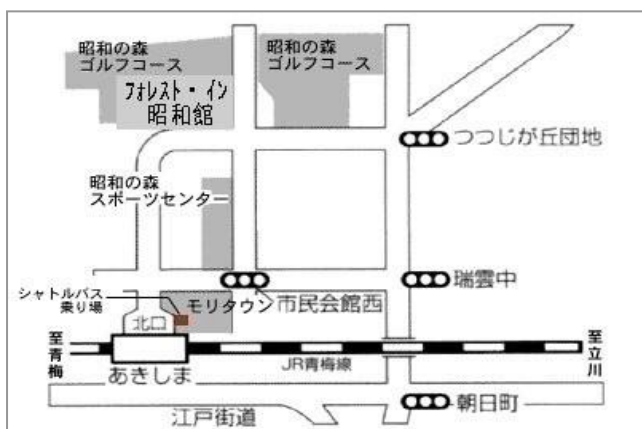 昭和の森
ゴルフコース
昭和の森
ゴルフコース
フォレスト・イン
昭和館
つつじが丘団地
昭和の森
スポーツセンター
シャトルバス
乗り場
モリタウン
市民会館西
瑞雲中
北口
至青梅
至立川
あきしま
JR青梅線
江戸街道
朝日町